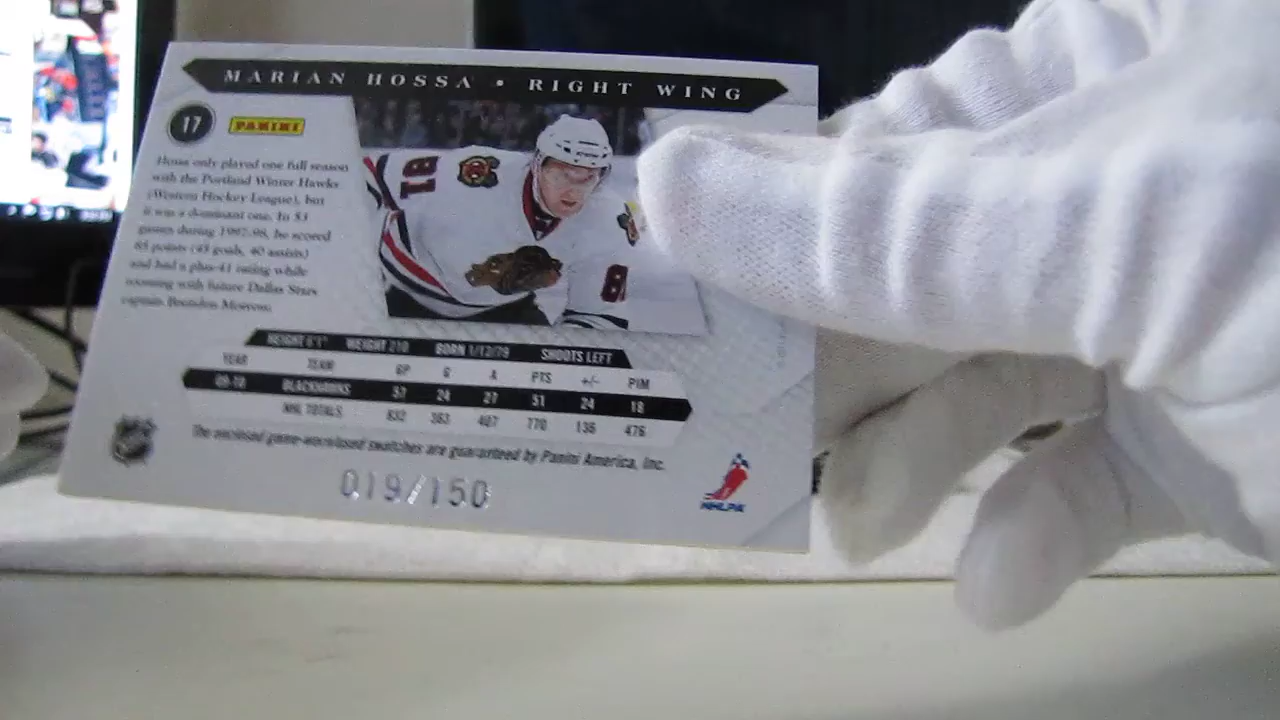 MARIAN HOSSA • RIGHT WING
17
PANINI
81
Hossa only played one full season
with the Portland Winter Hawks
(Western Hockey League), but
it was a dominant one. In 53
games during 1997-98, he scored
85 points (45 goals, 40 assists)
and had a plus-41 rating while
rooming with future Dallas Stars
captain Brenden Morrow.
HEIGHT 6'1" WEIGHT 210 BORN 1/12/79 SHOOTS LEFT
YEAR TEAM GP G A PTS +/- PIM
09-10 BLACKHAWKS 57 24 27 51 24 18
NHL TOTALS 832 363 407 770 136 476
The enclosed game-worn/used swatches are guaranteed by Panini America, Inc.
019/150
NHL
NHLPA